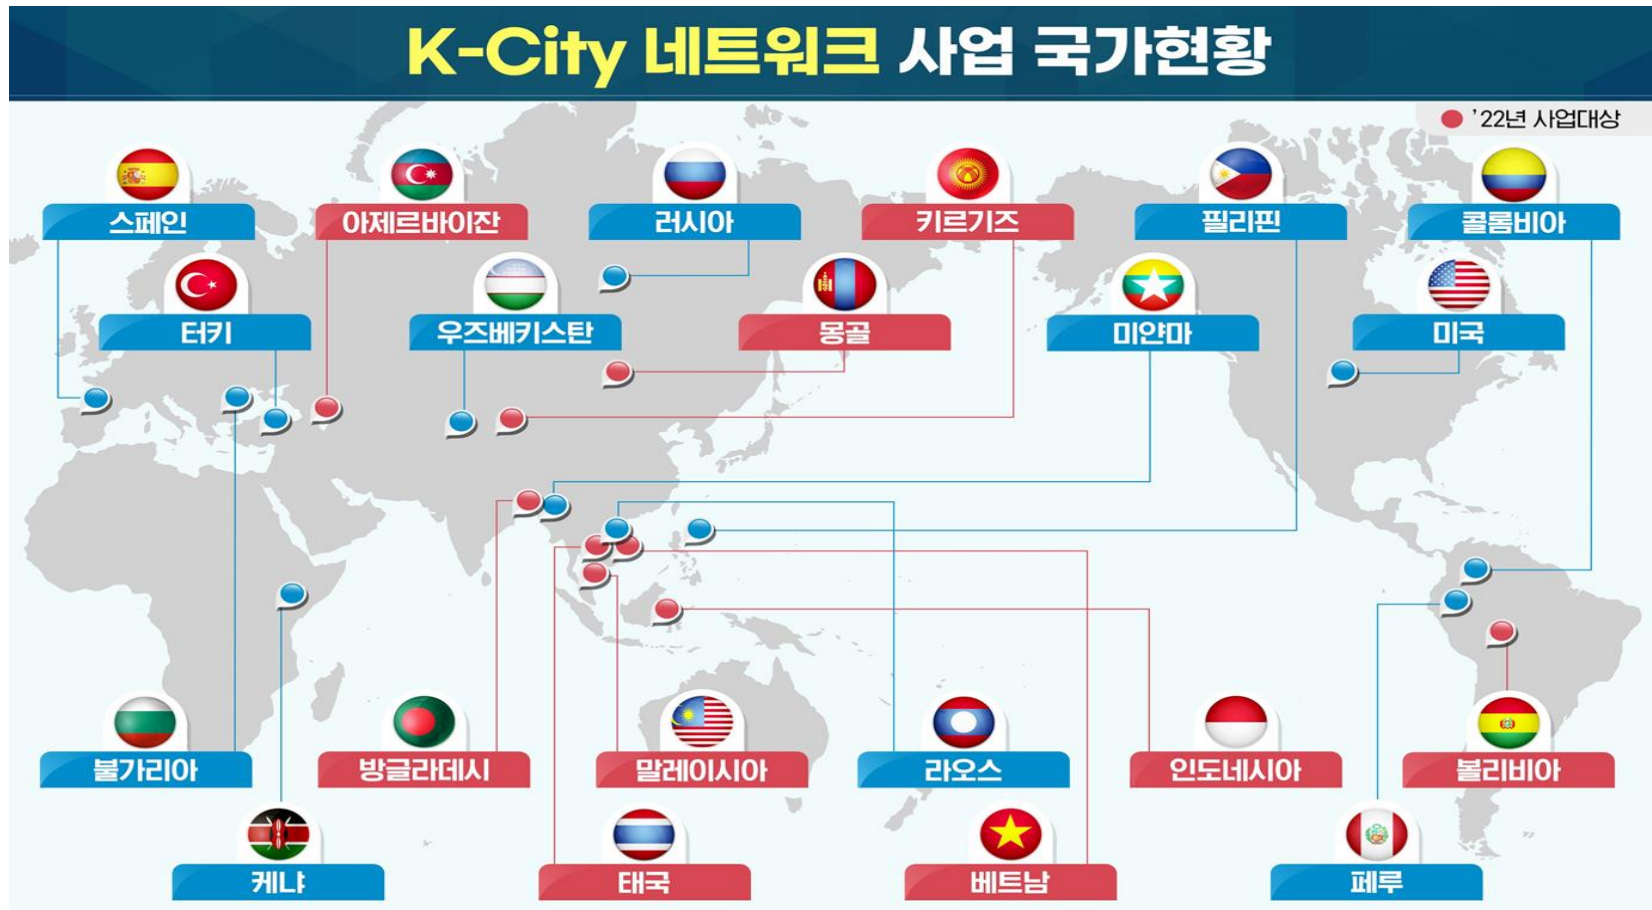 K-City 네트워크 사업 국가현황
'22년 사업대상
스페인
아제르바이잔
러시아
키르기즈
필리핀
콜롬비아
터키
우즈베키스탄
몽골
미얀마
미국
불가리아
방글라데시
말레이시아
라오스
인도네시아
볼리비아
케냐
태국
베트남
페루